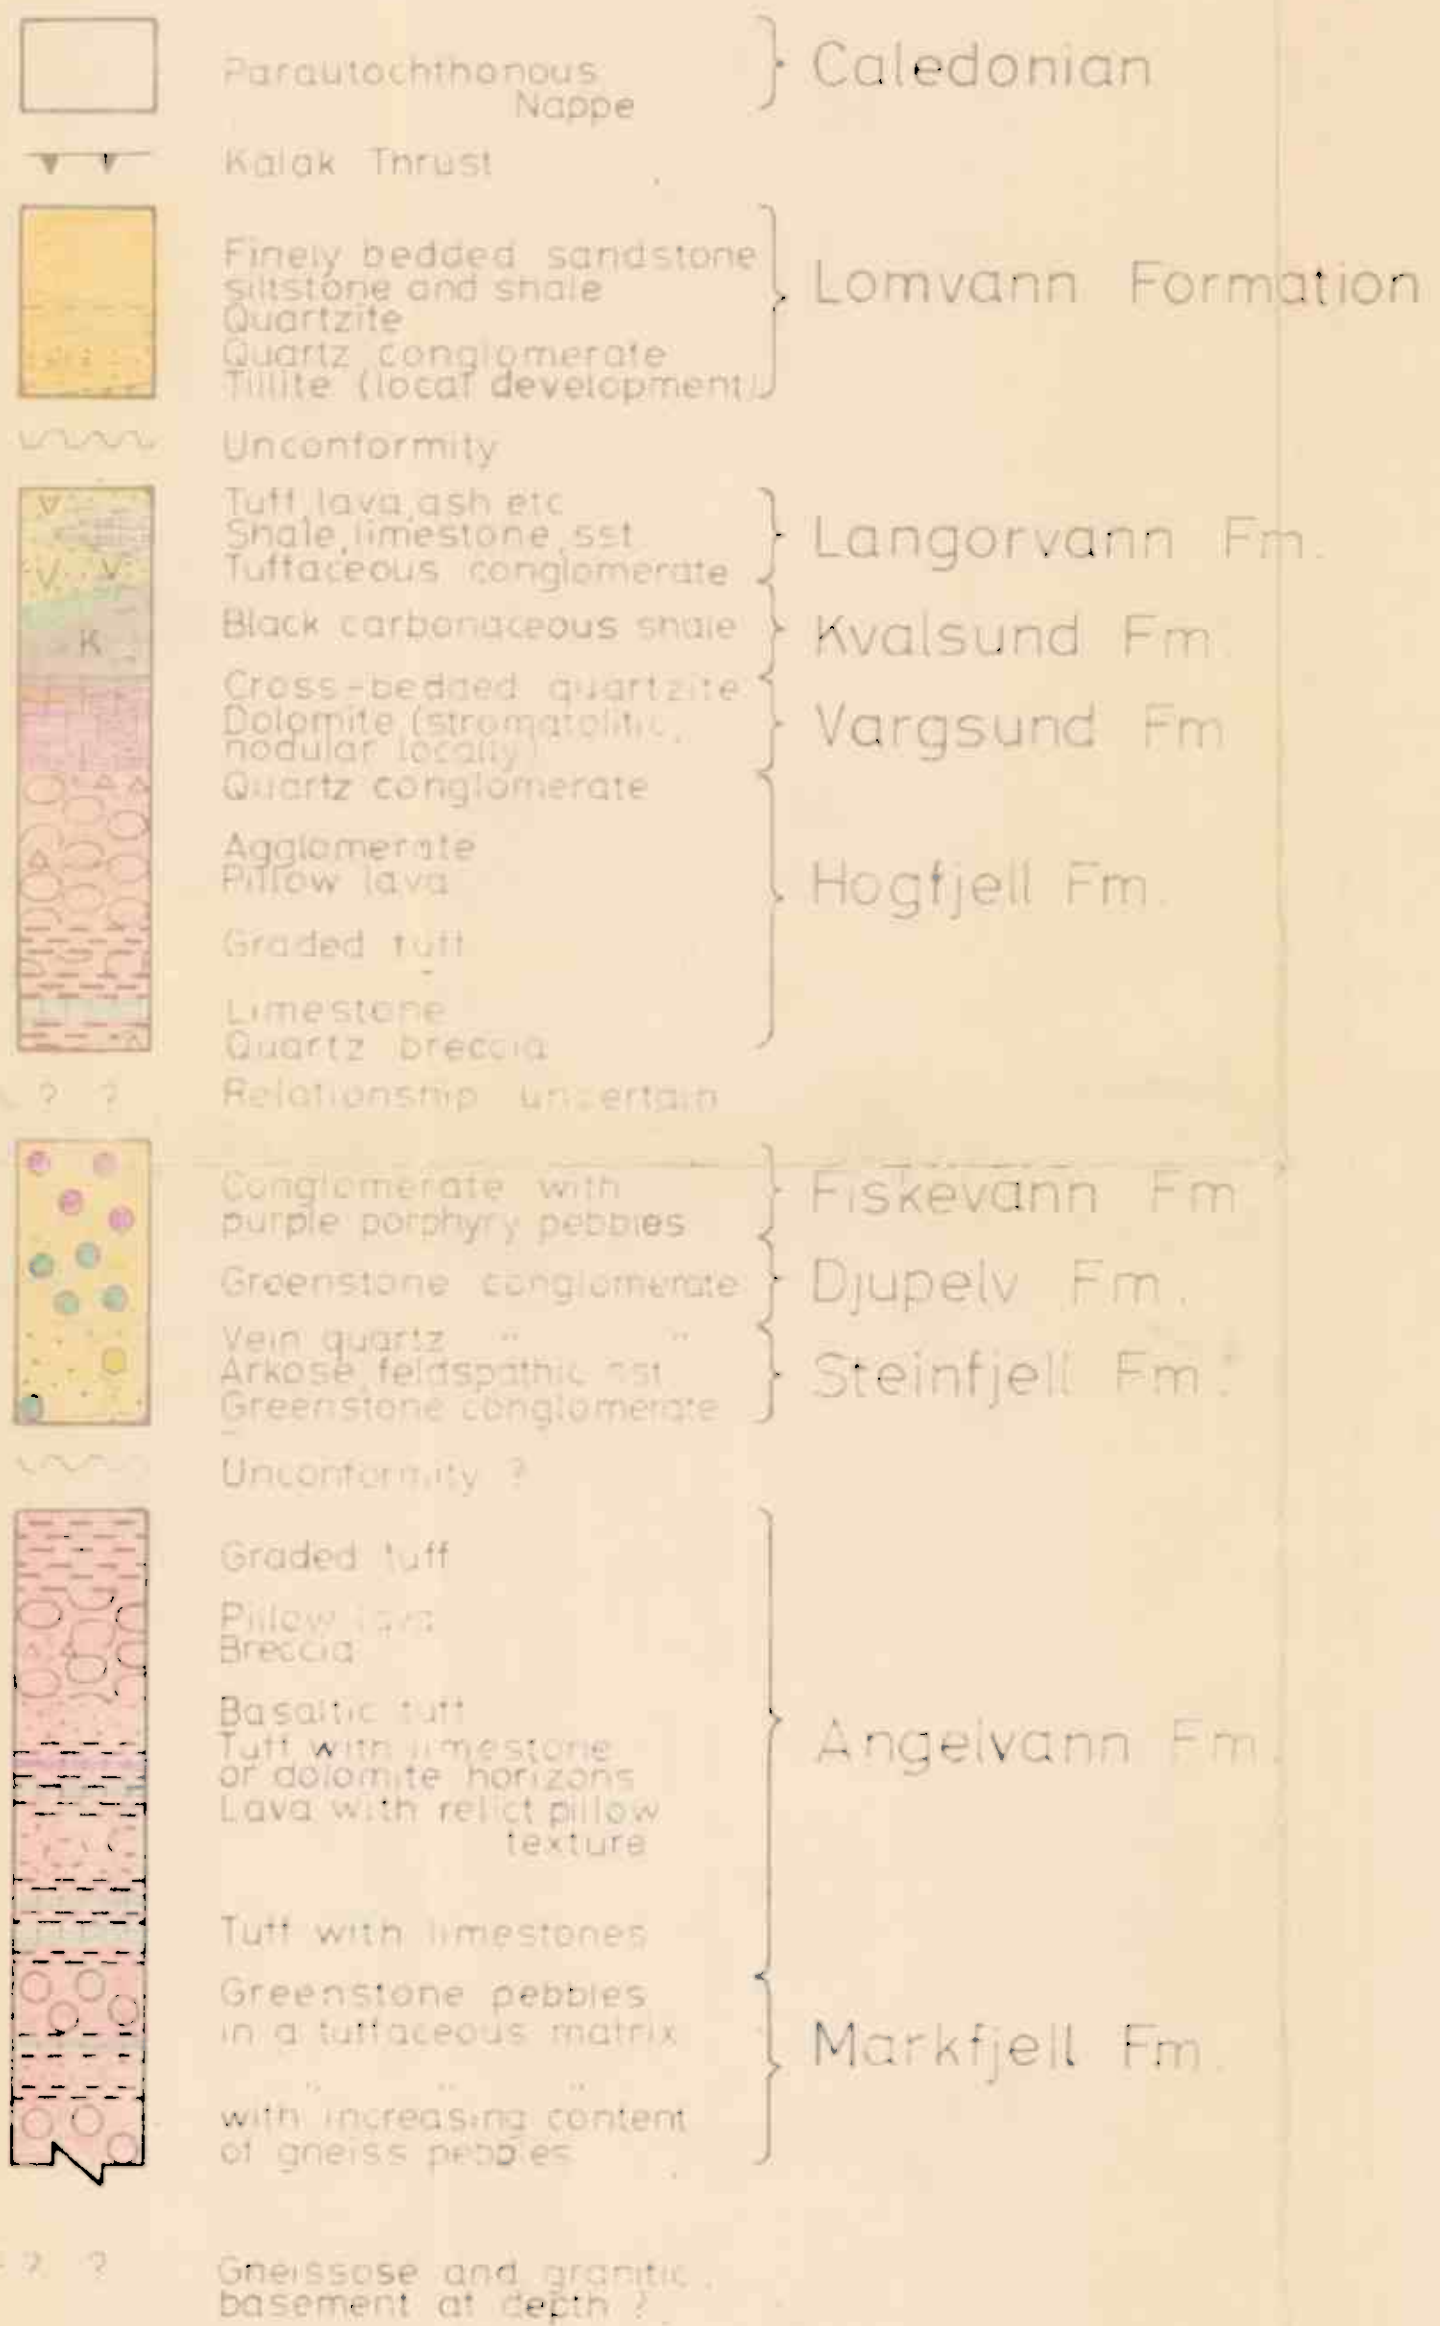 Parautochthonous
Nappe
Caledonian
Kalak Thrust
Finely bedded sandstone
siltstone and shale
Quartzite
Quartz conglomerate
Tillite (local development)
Lomvann Formation
Unconformity
Tuff, lava, ash etc
Shale, limestone, sst
Tuffaceous conglomerate
Langorvann Fm.
Black carbonaceous shale
Kvalsund Fm.
K
Cross-bedded quartzite
Dolomite (stromatolitic,
nodular locally)
Vargsund Fm
Quartz conglomerate
Agglomerate
Pillow lava
Graded tuff
Limestone
Quartz breccia
Hogfjell Fm.
? ? Relationship uncertain
Conglomerate with
purple porphyry pebbles
Fiskevann Fm
Greenstone conglomerate
Djupelv Fm.
Vein quartz " "
Arkose, feldspathic sst
Greenstone conglomerate
Steinfjell Fm.
Unconformity ?
Graded tuff
Pillow lava
Breccia
Basaltic tuff
Tuff with limestone
or dolomite horizons
Lava with relict pillow
texture
Tuff with limestones
Angelvann Fm.
Greenstone pebbles
in a tuffaceous matrix
" " "
with increasing content
of gneiss pebbles
Markfjell Fm.
? ? Gneissose and granitic
basement at depth ?